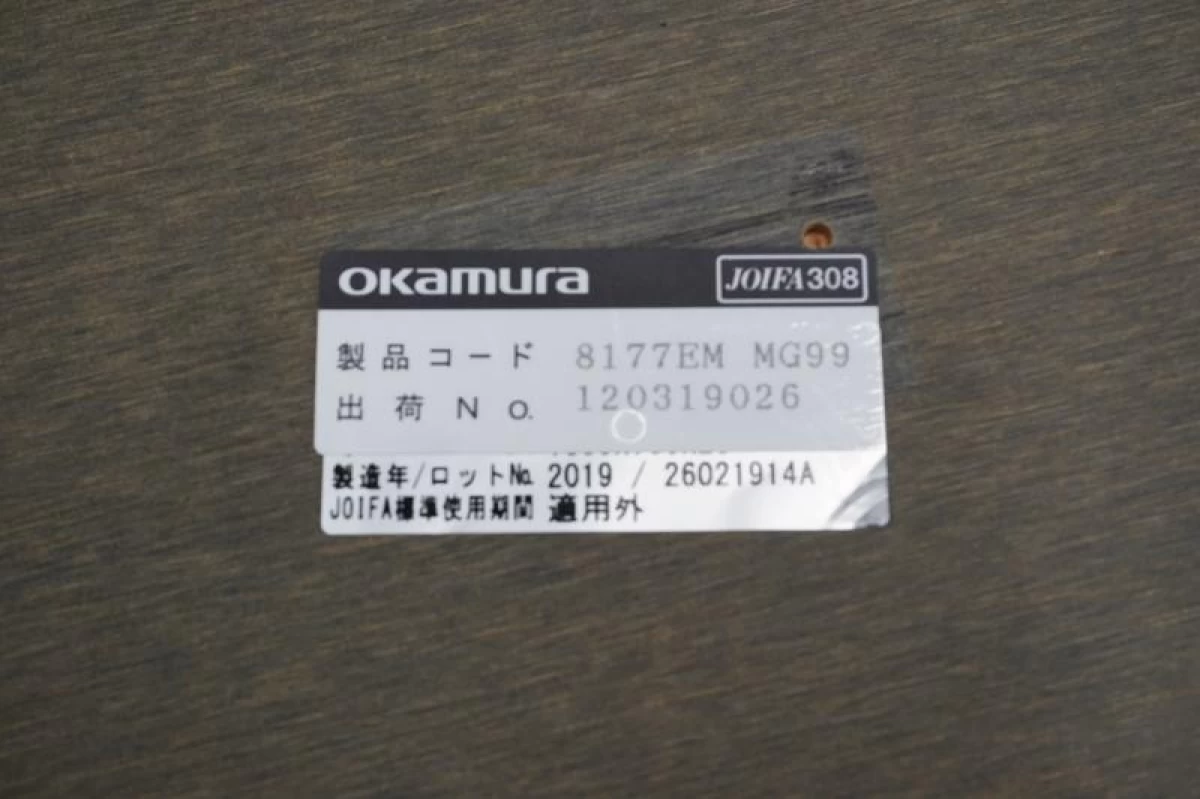 okamura JOIFA308
製品コード 8177EM MG99
出荷No. 120319026
製造年/ロット№ 2019 / 26021914A
JOIFA標準使用期間 適用外